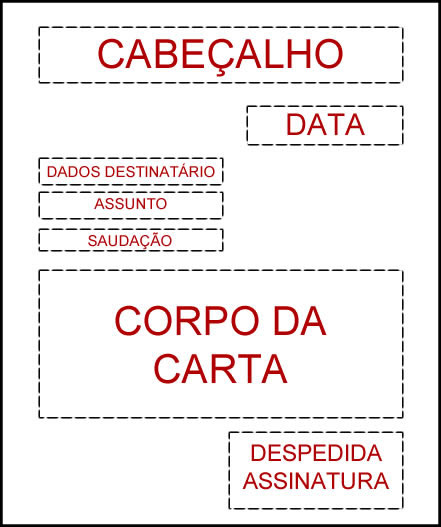 CABEÇALHO
DATA
DADOS DESTINATÁRIO
ASSUNTO
SAUDAÇÃO
CORPO DA
CARTA
DESPEDIDA
ASSINATURA